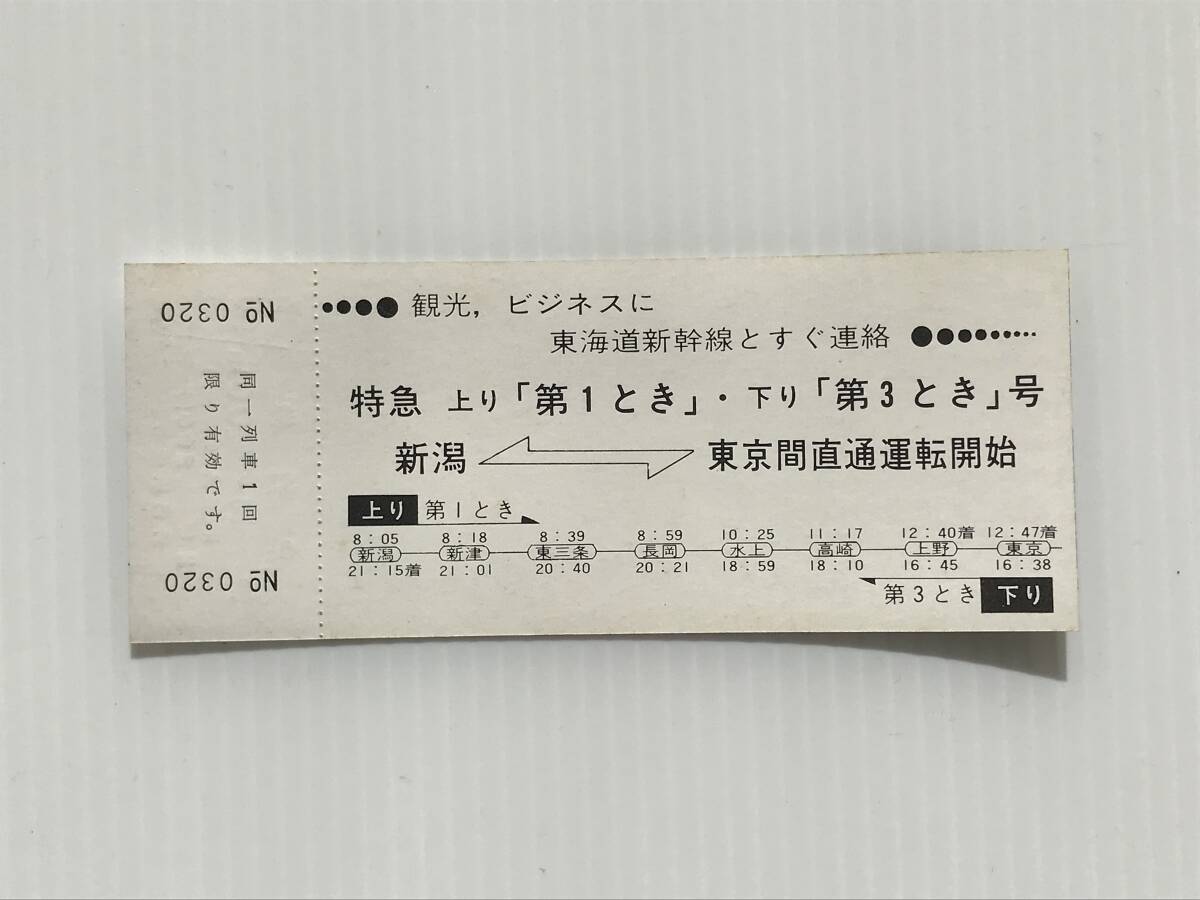 ●●●● 観光，ビジネスに
東海道新幹線とすぐ連絡 ●●●●●●●●●
特急 上り「第1とき」・下り「第3とき」号
新潟 東京間直通運転開始
上り 第1とき
8：05 8：18 8：39 8：59 10：25 11：17 12：40着 12：47着
新潟 新津 東三条 長岡 水上 高崎 上野 東京
21：15着 21：01 20：40 20：21 18：59 18：10 16：45 16：38
第3とき 下り
№ 0320
同一列車1回
限り有効です。
№ 0320